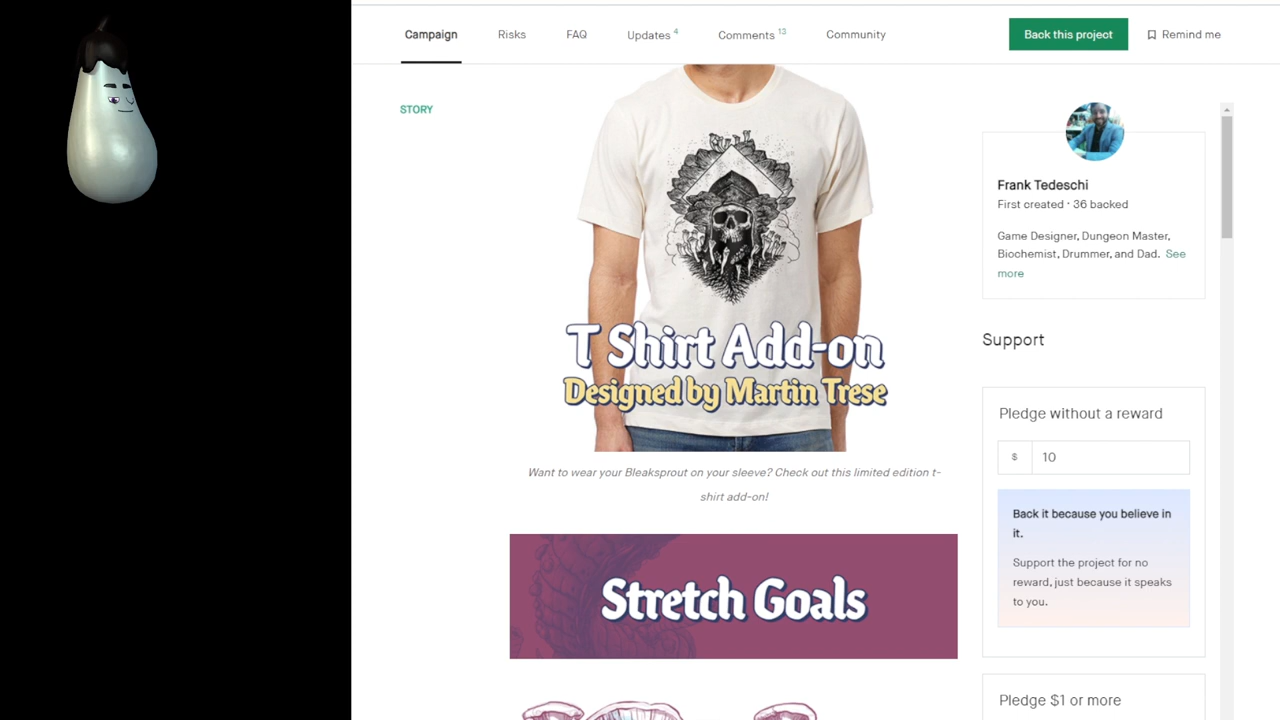 Campaign
Risks
FAQ
Updates 4
Comments 13
Community
Back this project
Remind me
STORY
T Shirt Add-on
Designed by Martin Trese
Want to wear your Bleaksprout on your sleeve? Check out this limited edition t-
shirt add-on!
Stretch Goals
Frank Tedeschi
First created · 36 backed
Game Designer, Dungeon Master,
Biochemist, Drummer, and Dad. See
more
Support
Pledge without a reward
$ 10
Back it because you believe in
it.
Support the project for no
reward, just because it speaks
to you.
Pledge $1 or more